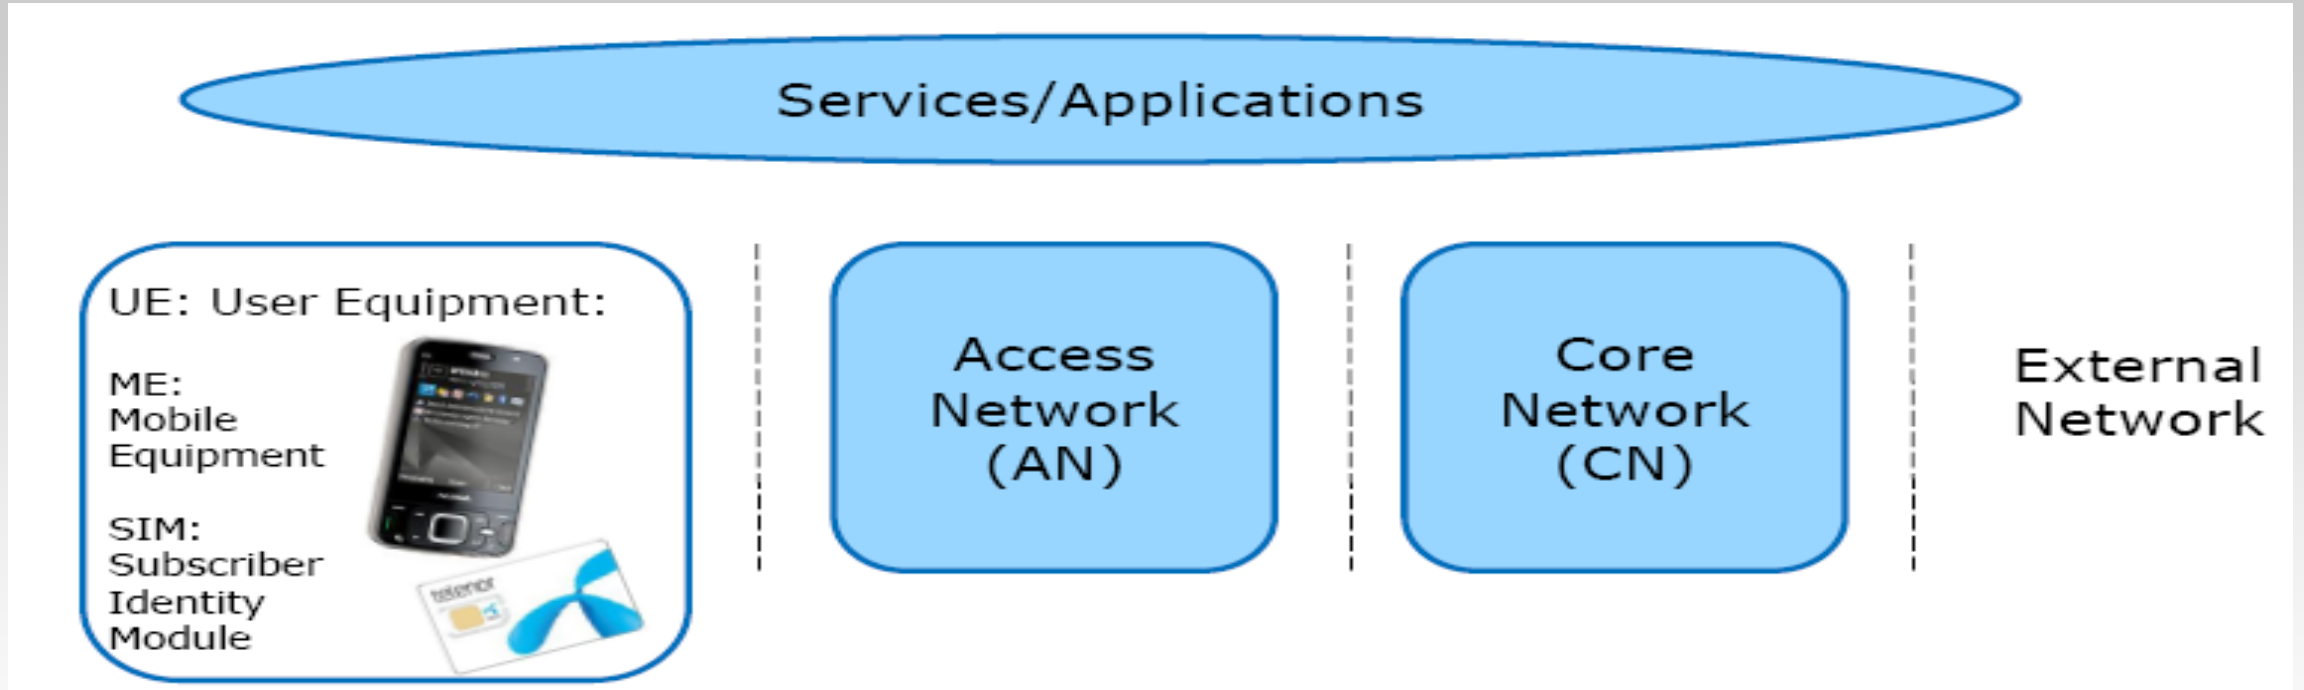 Services/Applications
UE: User Equipment:
ME:
Mobile
Equipment
SIM:
Subscriber
Identity
Module
telenor
Access
Network
(AN)
Core
Network
(CN)
External
Network